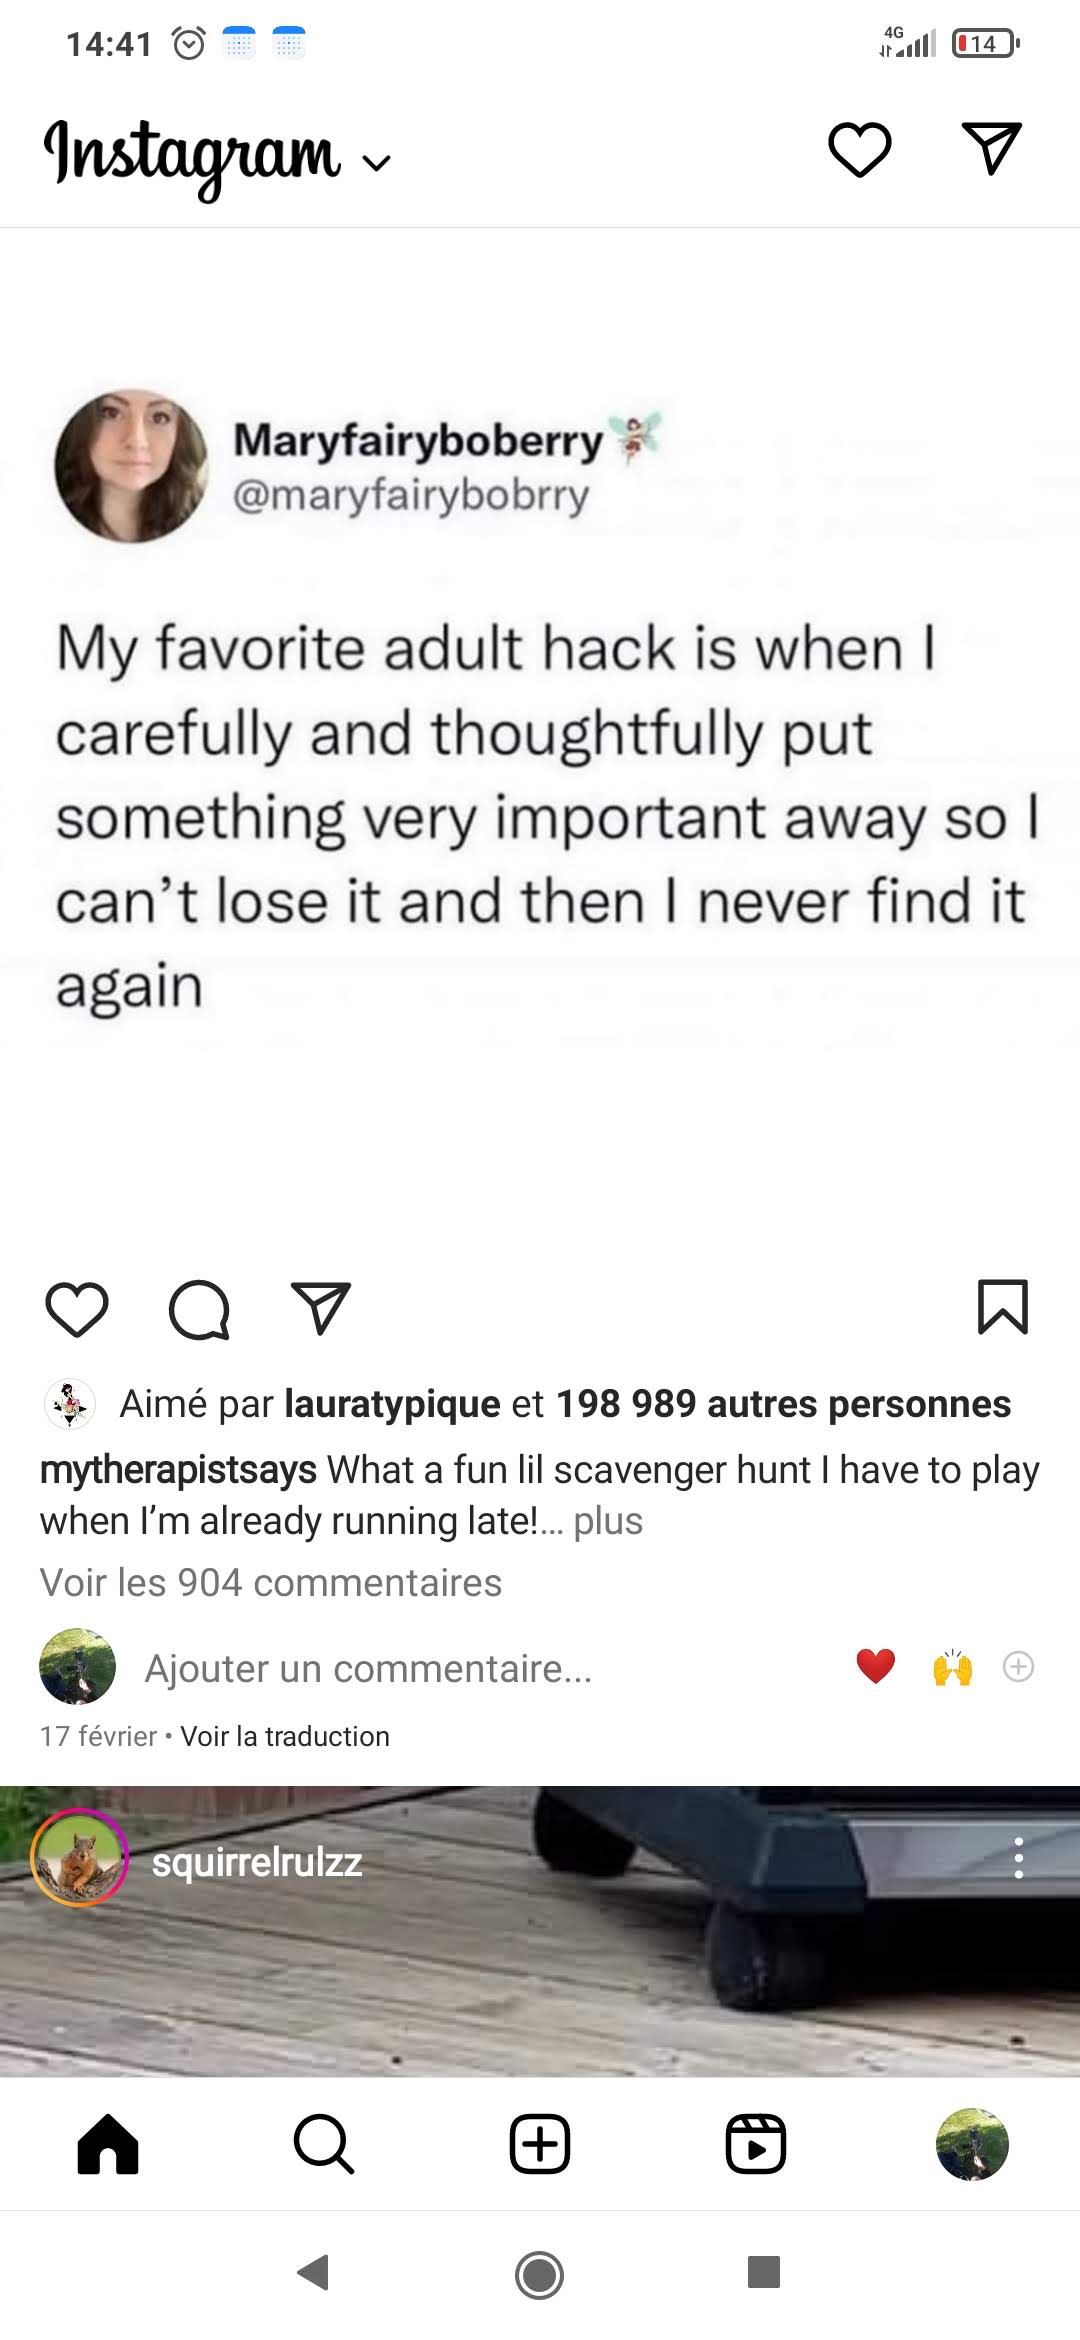 14:41 4G 14
Instagram
Maryfairyboberry🧚
@maryfairybobrry
My favorite adult hack is when I
carefully and thoughtfully put
something very important away so I
can’t lose it and then I never find it
again
Aimé par lauratypique et 198 989 autres personnes
mytherapistsays What a fun lil scavenger hunt I have to play
when I’m already running late!... plus
Voir les 904 commentaires
Ajouter un commentaire...
17 février • Voir la traduction
squirrelrulzz